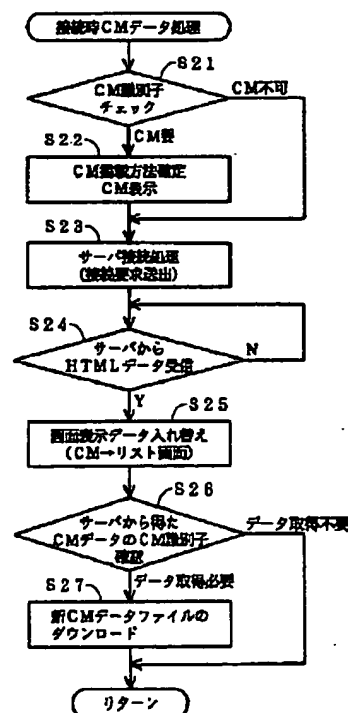 接続時CMデータ処理
S21
CM識別子
チェック
CM不可
CM要
S22
CM掲載方法確定
CM表示
S23
サーバ接続処理
(接続要求送出)
S24
サーバから
HTMLデータ受信
N
Y
S25
画面表示データ入れ替え
(CM→リスト画面)
S26
サーバから得た
CMデータのCM識別子
確認
データ取得不要
データ取得必要
S27
新CMデータファイルの
ダウンロード
リターン